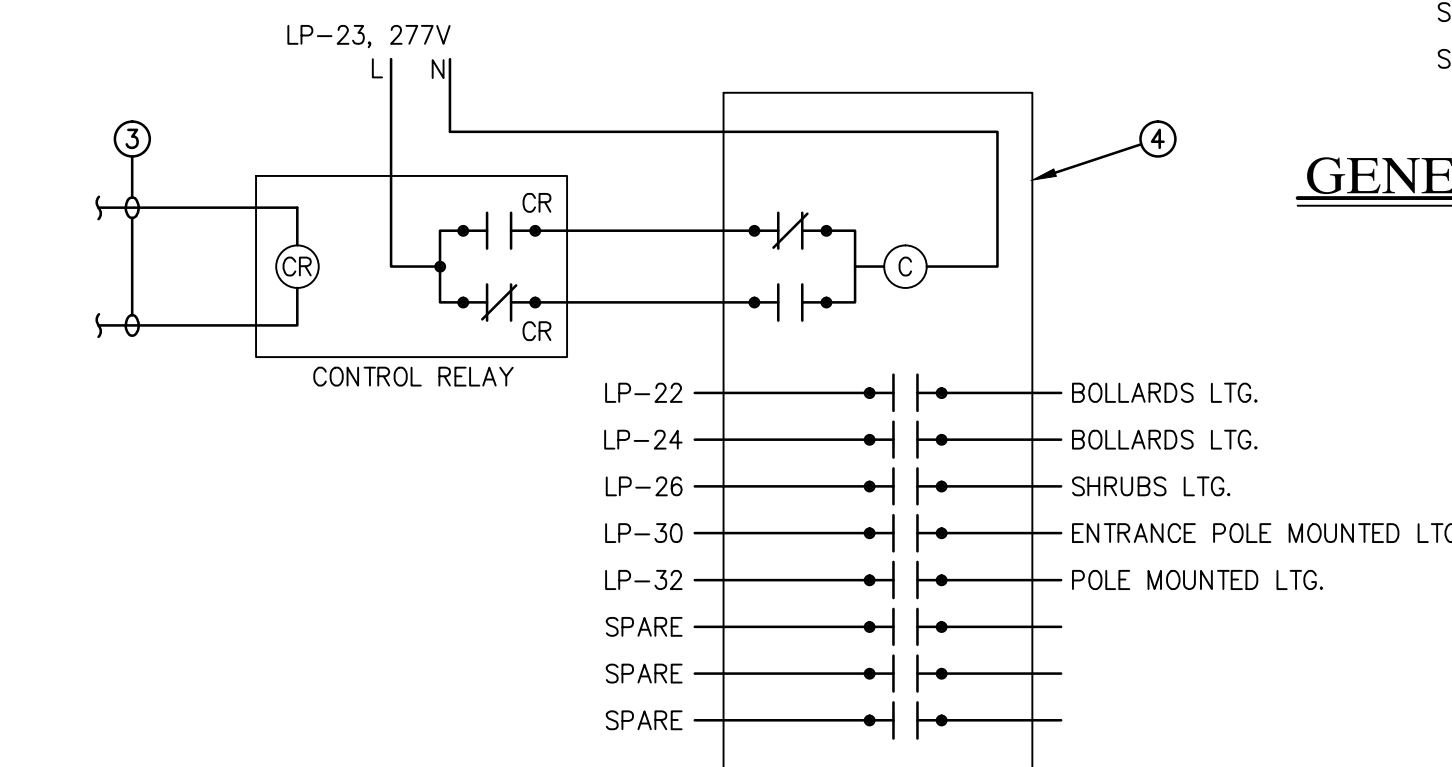 S
S
LP-23, 277V
L N
3
4
GENE
CR
CR
C
CR
CONTROL RELAY
LP-22 BOLLARDS LTG.
LP-24 BOLLARDS LTG.
LP-26 SHRUBS LTG.
LP-30 ENTRANCE POLE MOUNTED LTG
LP-32 POLE MOUNTED LTG.
SPARE
SPARE
SPARE